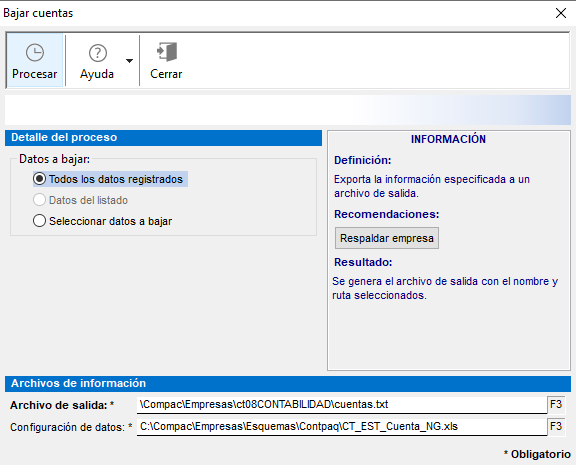 Bajar cuentas
Procesar
Ayuda
Cerrar
Detalle del proceso
Datos a bajar:
Todos los datos registrados
Datos del listado
Seleccionar datos a bajar
INFORMACIÓN
Definición:
Exporta la información especificada a un
archivo de salida.
Recomendaciones:
Respaldar empresa
Resultado:
Se genera el archivo de salida con el nombre y
ruta seleccionados.
Archivos de información
Archivo de salida: * \Compac\Empresas\ct08CONTABILIDAD\cuentas.txt F3
Configuración de datos: * C:\Compac\Empresas\Esquemas\Contpaq\CT_EST_Cuenta_NG.xls F3
* Obligatorio